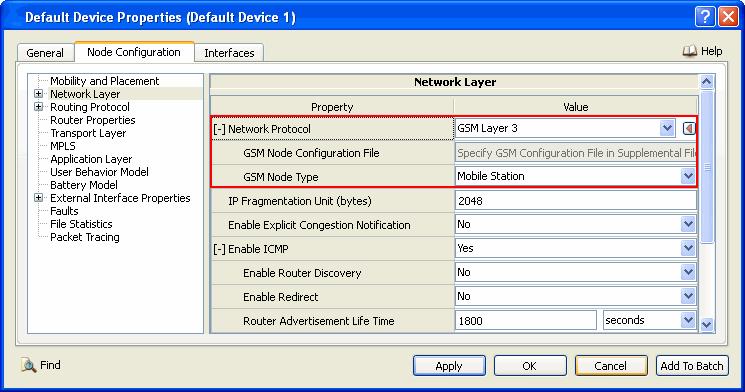 Default Device Properties (Default Device 1)
General Node Configuration Interfaces Help
Mobility and Placement
Network Layer
Routing Protocol
Router Properties
Transport Layer
MPLS
Application Layer
User Behavior Model
Battery Model
External Interface Properties
Faults
File Statistics
Packet Tracing
Network Layer
Property Value
[-] Network Protocol GSM Layer 3
GSM Node Configuration File Specify GSM Configuration File in Supplemental File
GSM Node Type Mobile Station
IP Fragmentation Unit (bytes) 2048
Enable Explicit Congestion Notification No
[-] Enable ICMP Yes
Enable Router Discovery No
Enable Redirect No
Router Advertisement Life Time 1800 seconds
Find Apply OK Cancel Add To Batch